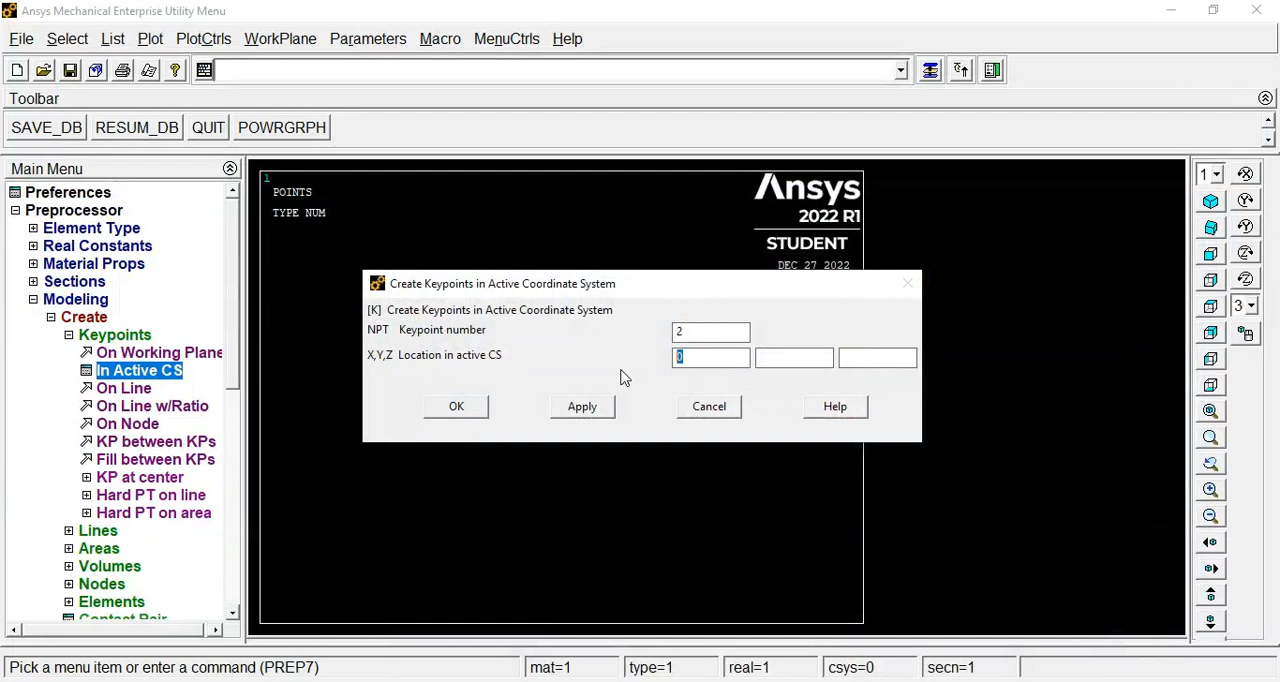 Ansys Mechanical Enterprise Utility Menu
File Select List Plot PlotCtrls WorkPlane Parameters Macro MenuCtrls Help
Toolbar
SAVE_DB RESUM_DB QUIT POWRGRPH
Main Menu
Preferences
Preprocessor
Element Type
Real Constants
Material Props
Sections
Modeling
Create
Keypoints
On Working Plane
In Active CS
On Line
On Line w/Ratio
On Node
KP between KPs
Fill between KPs
KP at center
Hard PT on line
Hard PT on area
Lines
Areas
Volumes
Nodes
Elements
Contact Pair
1
POINTS
TYPE NUM
Ansys
2022 R1
STUDENT
DEC 27 2022
Create Keypoints in Active Coordinate System
[K] Create Keypoints in Active Coordinate System
NPT Keypoint number 2
X,Y,Z Location in active CS 0
OK Apply Cancel Help
1
3
Pick a menu item or enter a command (PREP7) mat=1 type=1 real=1 csys=0 secn=1